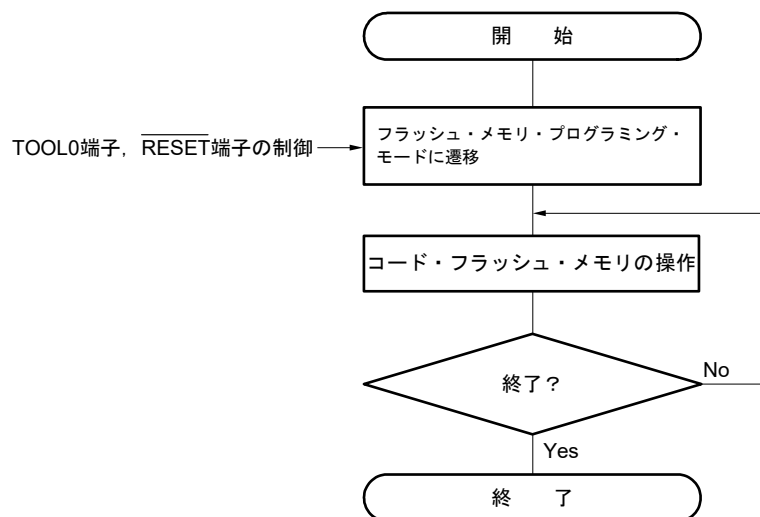 開　始
フラッシュ・メモリ・プログラミング・
モードに遷移
TOOL0端子，RESET端子の制御
コード・フラッシュ・メモリの操作
終了？
No
Yes
終　了